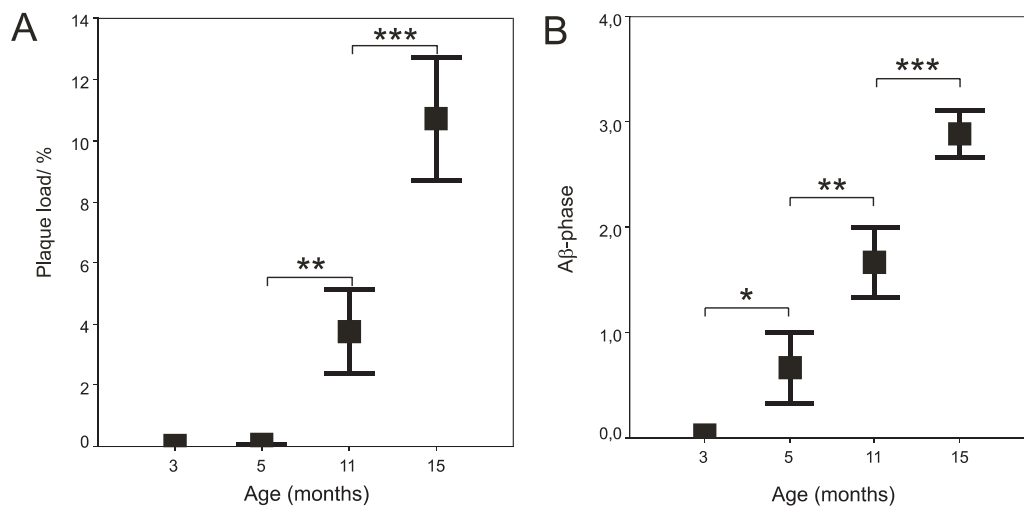 A
14
12
10
8
6
4
2
0
Plaque load/ %
***
**
3 5 11 15
Age (months)
B
4,0
3,0
2,0
1,0
0,0
Aβ-phase
***
**
*
3 5 11 15
Age (months)